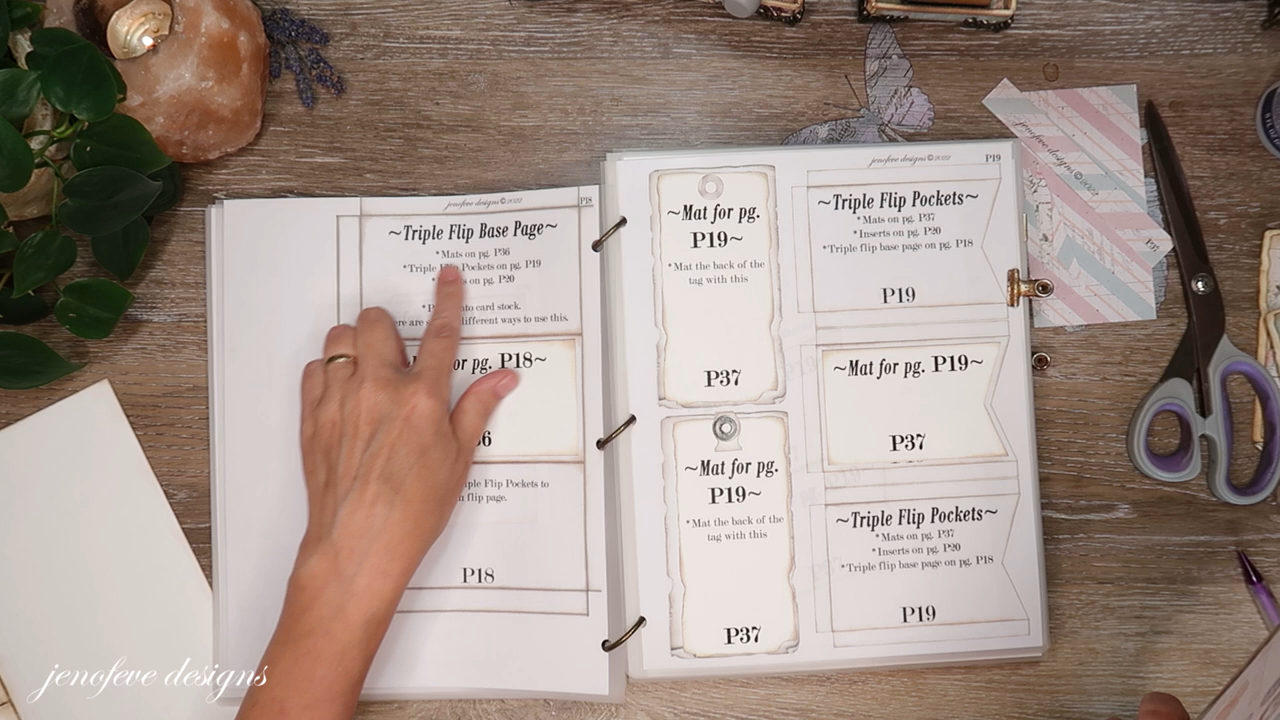 jenofeve designs©2022 P18
~Triple Flip Base Page~
*Mats on pg. P36
*Triple Pockets on pg. P19
on pg. P20
card stock.
different ways to use this.
pg. P18~
Flip Pockets to
flip page.
P18
jenofeve designs©2022 P19
~Mat for pg.
P19~
*Mat the back of the
tag with this
P37
~Mat for pg.
P19~
*Mat the back of the
tag with this
P37
~Triple Flip Pockets~
*Mats on pg. P37
*Inserts on pg. P20
*Triple flip base page on pg. P18
P19
~Mat for pg. P19~
P37
~Triple Flip Pockets~
*Mats on pg. P37
*Inserts on pg. P20
*Triple flip base page on pg. P18
P19
jenofeve designs©2022
P35
jenofeve designs